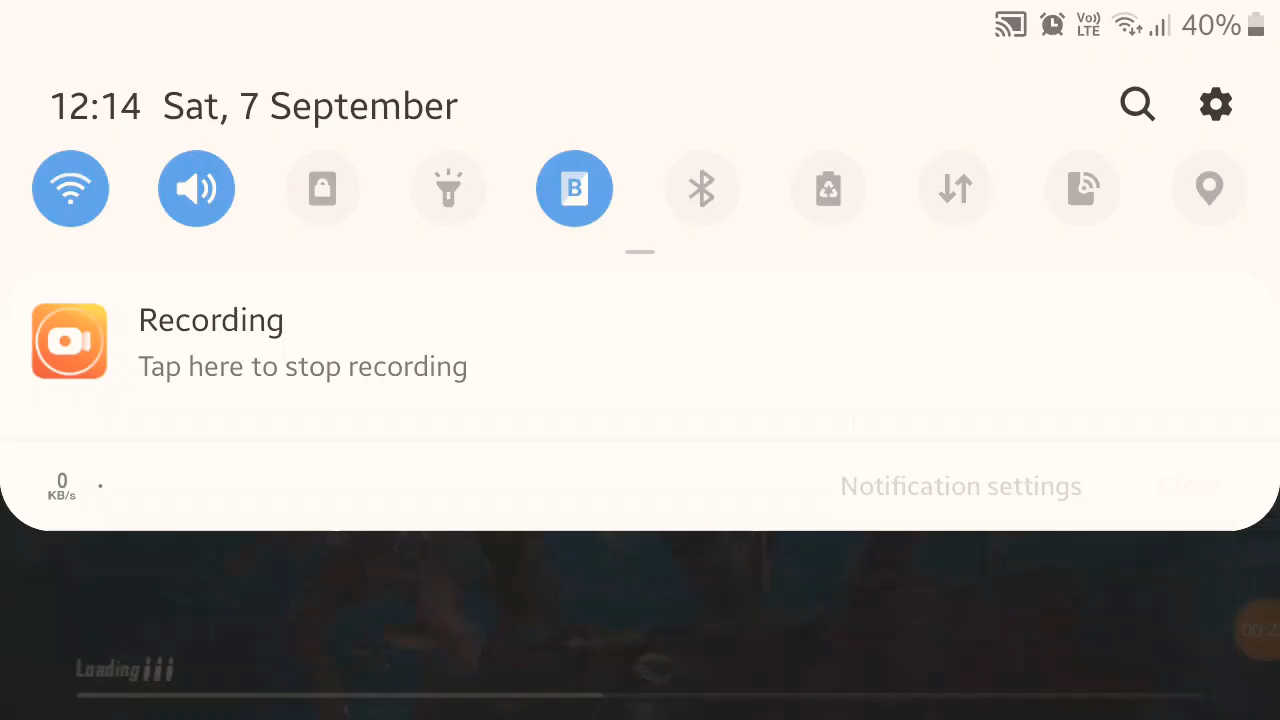 Vo)) LTE 40%
12:14 Sat, 7 September
B
Recording
Tap here to stop recording
0 KB/s
Notification settings Clear
Loading